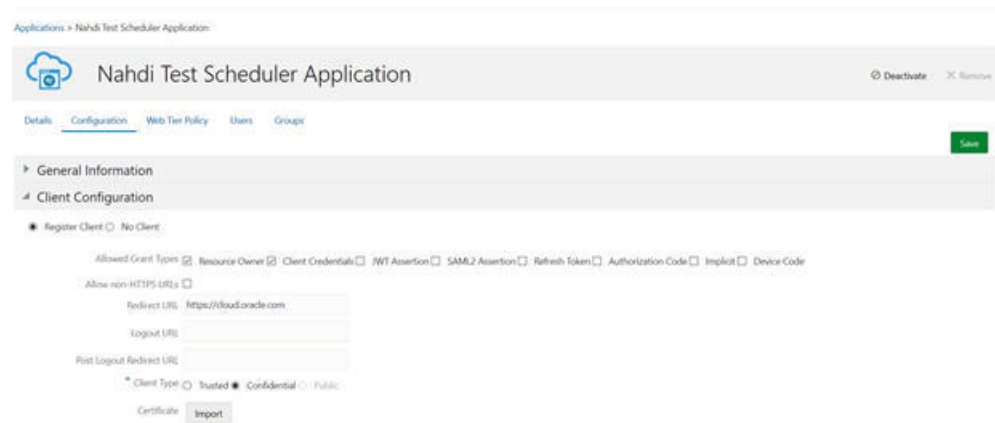 Applications > Nahdi Test Scheduler Application
Nahdi Test Scheduler Application
Deactivate
Remove
Details Configuration Web Tier Policy Users Groups
Save
General Information
Client Configuration
Register Client No Client
Allowed Grant Types Resource Owner Client Credentials JWT Assertion SAML2 Assertion Refresh Token Authorization Code Implicit Device Code
Allow non-HTTPS URLs
Redirect URL https://cloud.oracle.com
Logout URL
Post Logout Redirect URL
* Client Type Trusted Confidential Public
Certificate Import